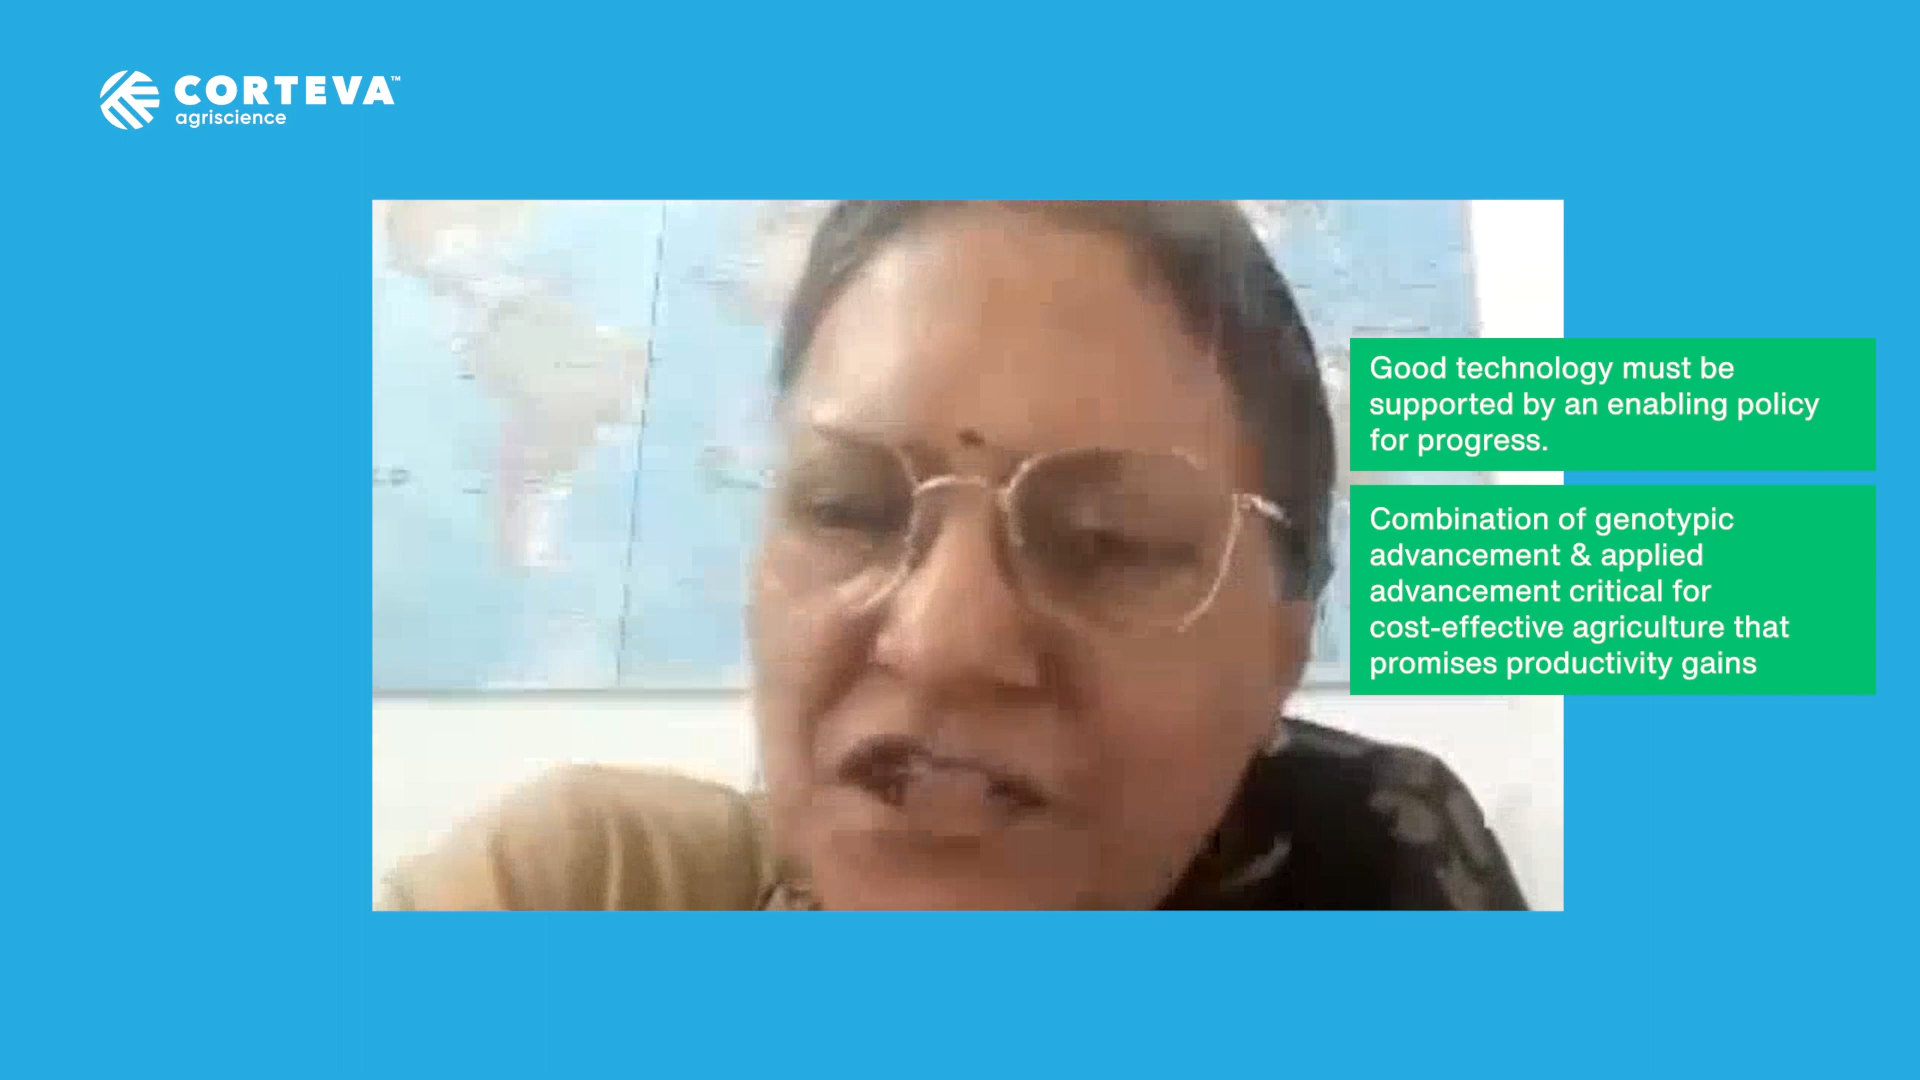 CORTEVA™
agriscience
Good technology must be
supported by an enabling policy
for progress.
Combination of genotypic
advancement & applied
advancement critical for
cost-effective agriculture that
promises productivity gains